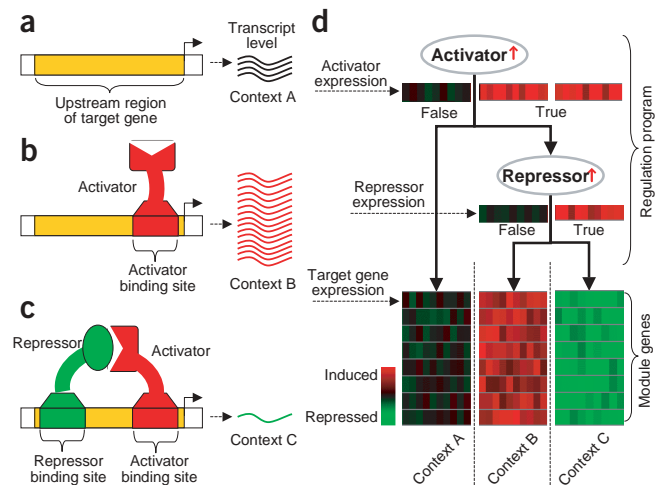 a
Transcript
level
Context A
Upstream region
of target gene
b
Activator
Activator
binding site
Context B
c
Repressor
Activator
Repressor
binding site
Activator
binding site
Context C
d
Activator↑
Activator
expression
False
True
Repressor↑
Repressor
expression
False
True
Target gene
expression
Induced
Repressed
Context A
Context B
Context C
Regulation program
Module genes